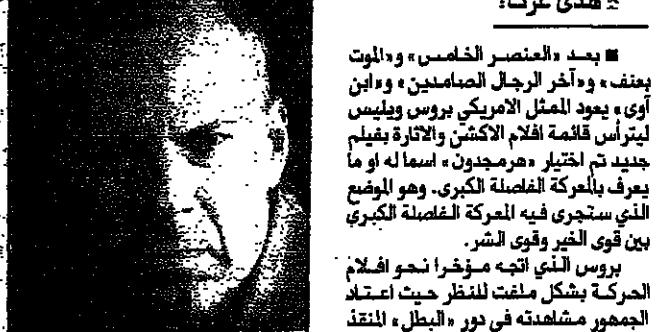 هدى عرفة:
■ بعد «العنصر الخامس» و«الموت
بعنف» و«آخر الرجال الصامدين» و«ابن
آوى» يعود الممثل الامريكي بروس ويليس
ليترأس قائمة افلام الاكشن والاثارة بفيلم
جديد تم اختيار «هرمجدون» اسما له او ما
يعرف بالمعركة الفاصلة الكبرى. وهو الموضع
الذي ستجرى فيه المعركة الفاصلة الكبرى
بين قوى الخير وقوى الشر.
بروس الذي اتجه مؤخرا نحو افلام
الحركة بشكل ملفت للنظر حيث اعتاد
الجمهور مشاهدته في دور «البطل» المنقذ